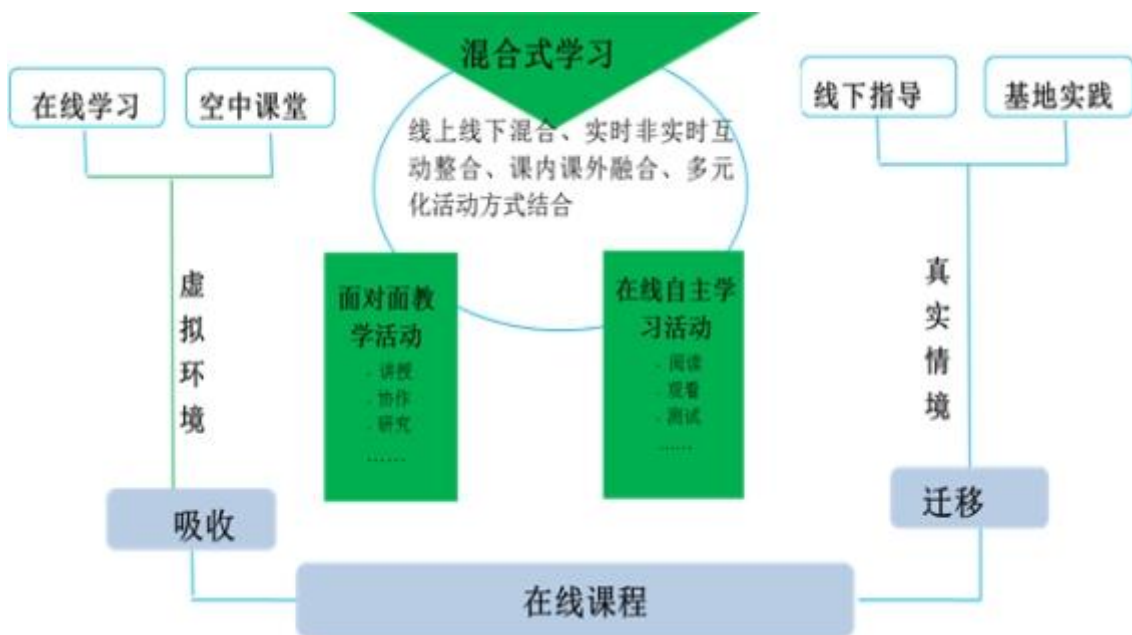 混合式学习
在线学习
空中课堂
线下指导
基地实践
线上线下混合、实时非实时互
动整合、课内课外融合、多元
化活动方式结合
虚拟环境
面对面教
学活动
. 讲授
. 协作
. 研究
......
在线自主学
习活动
. 阅读
. 观看
. 测试
......
真实情境
吸收
迁移
在线课程